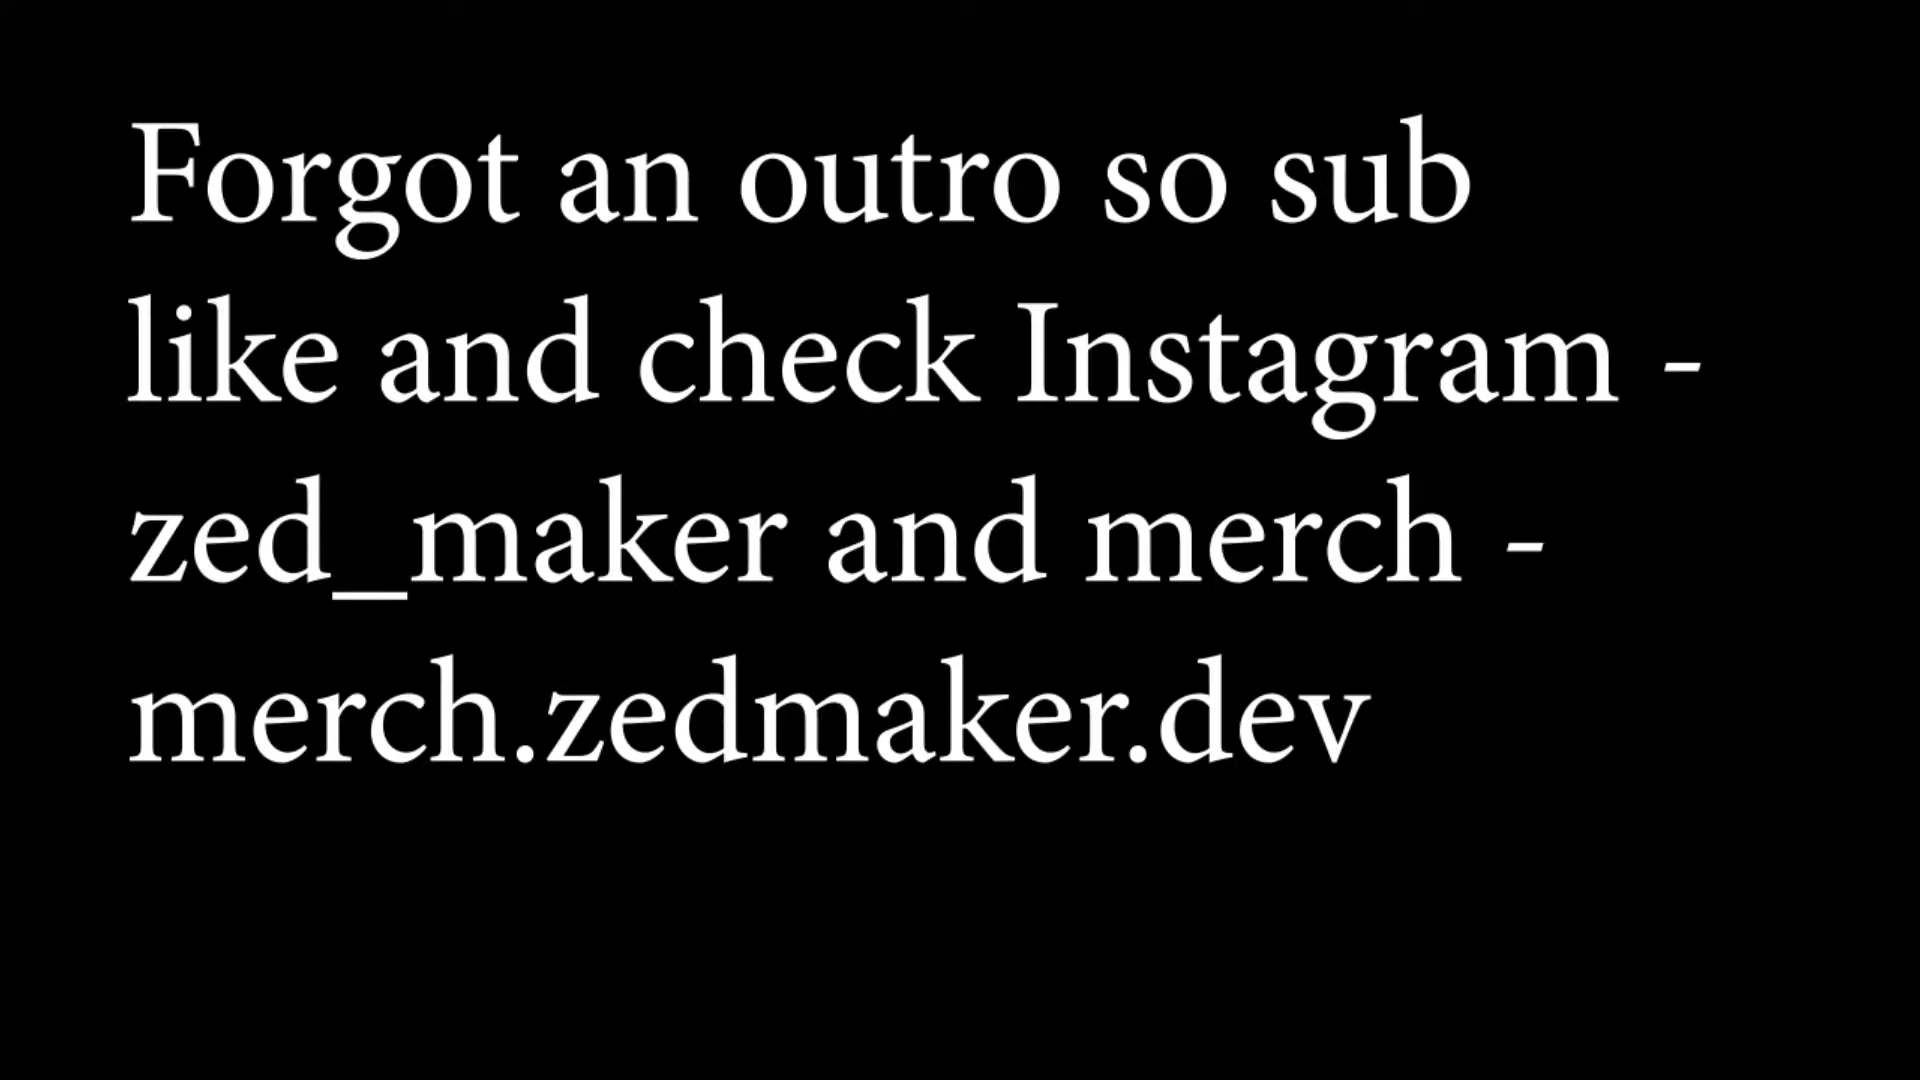 Forgot an outro so sub
like and check Instagram -
zed_maker and merch -
merch.zedmaker.dev